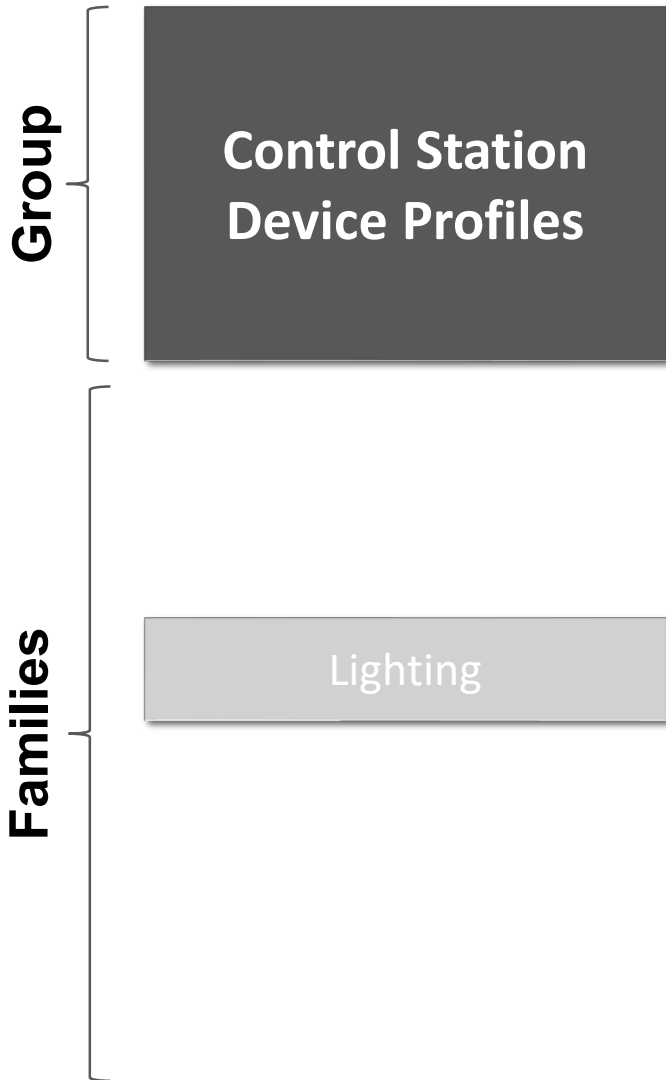 Group
Control Station
Device Profiles
Families
Lighting